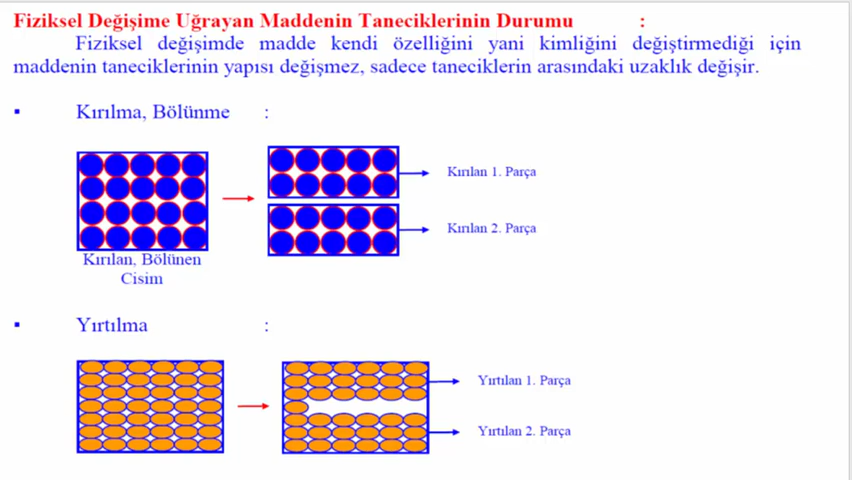 Fiziksel Değişime Uğrayan Maddenin Taneciklerinin Durumu :
Fiziksel değişimde madde kendi özelliğini yani kimliğini değiştirmediği için
maddenin taneciklerinin yapısı değişmez, sadece taneciklerin arasındaki uzaklık değişir.
▪ Kırılma, Bölünme :
Kırılan 1. Parça
Kırılan 2. Parça
Kırılan, Bölünen
Cisim
▪ Yırtılma :
Yırtılan 1. Parça
Yırtılan 2. Parça